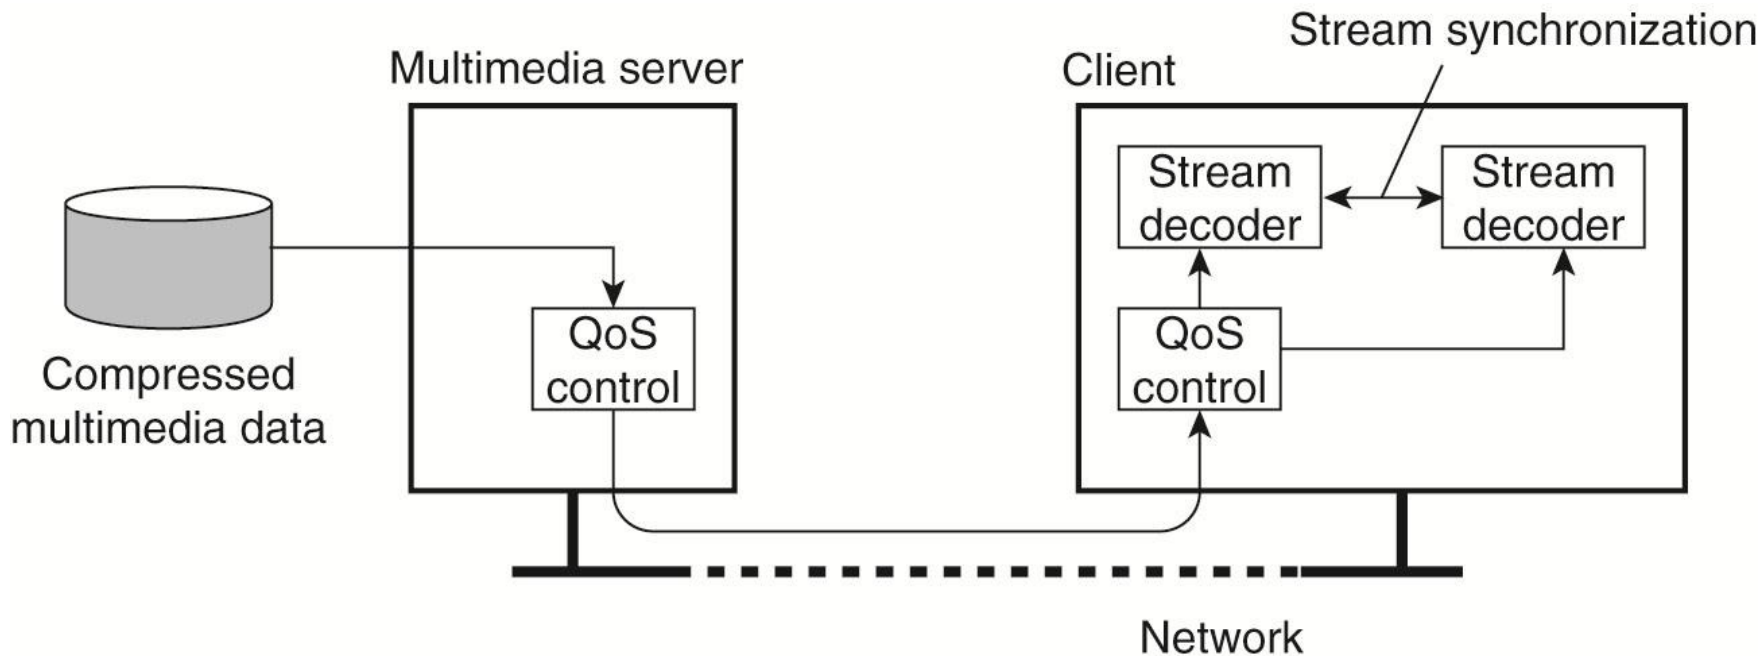 Stream synchronization
Multimedia server
Client
Stream
decoder
Stream
decoder
QoS
control
QoS
control
Compressed
multimedia data
Network